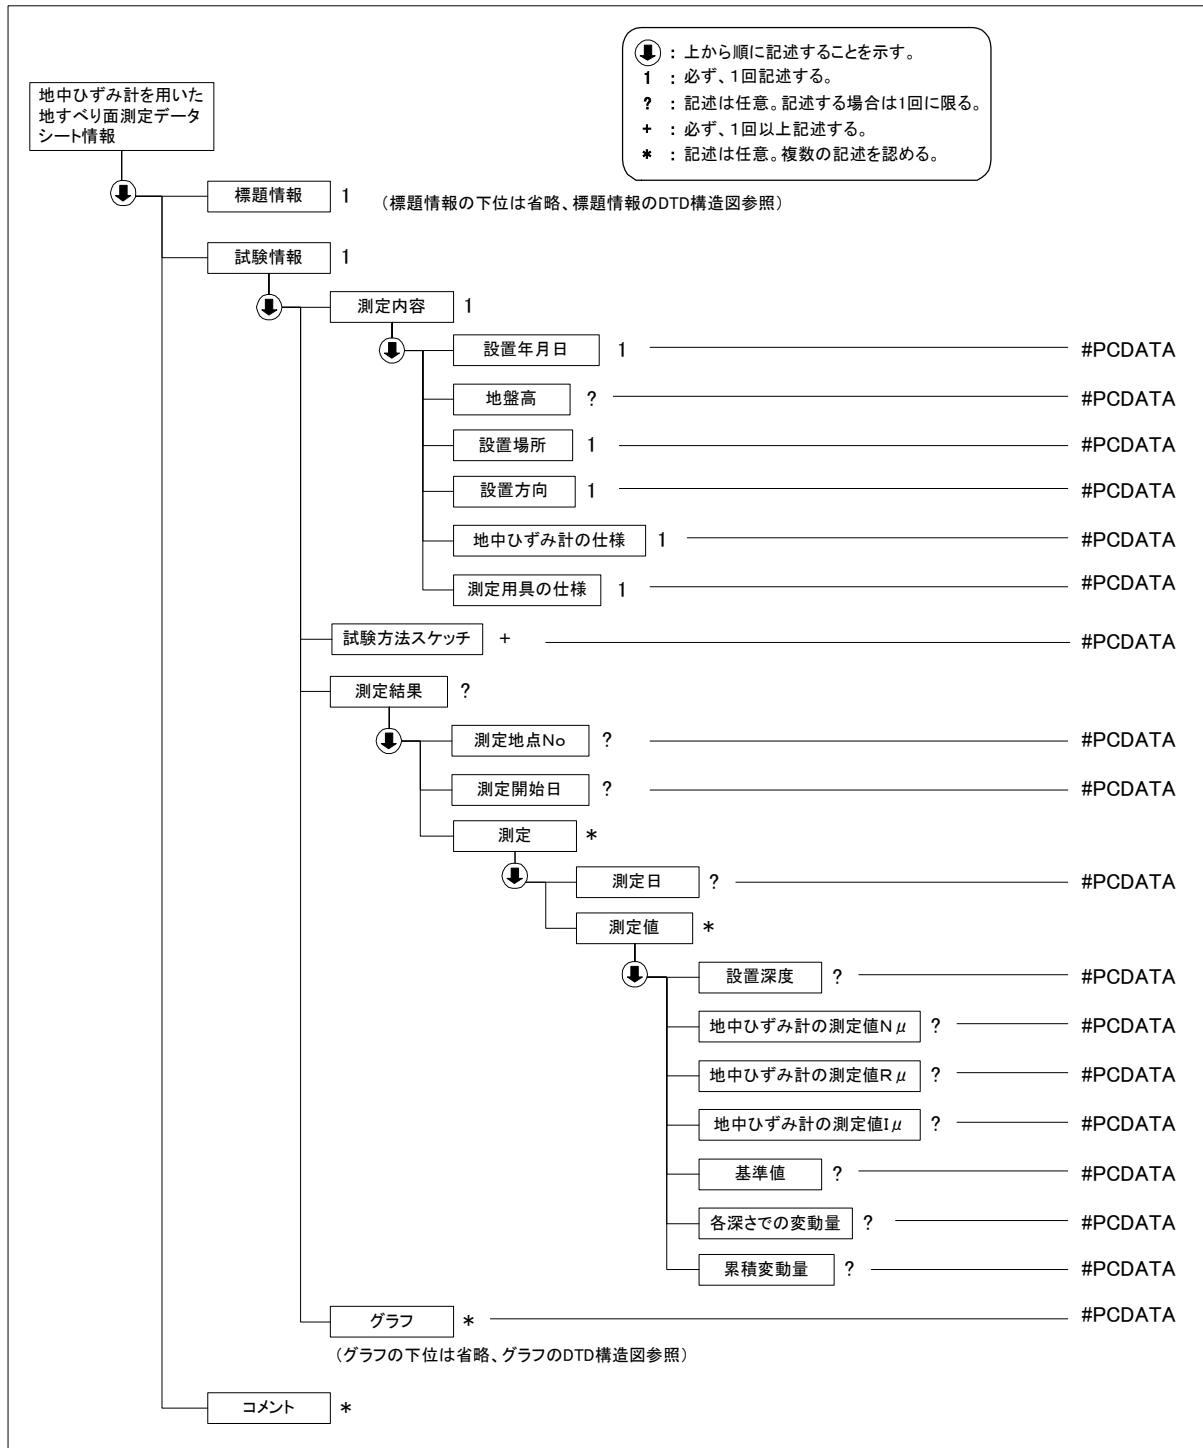 ：上から順に記述することを示す。
1 ：必ず、1回記述する。
? ：記述は任意。記述する場合は1回に限る。
+ ：必ず、1回以上記述する。
* ：記述は任意。複数の記述を認める。
地中ひずみ計を用いた
地すべり面測定データ
シート情報
標題情報 1 （標題情報の下位は省略、標題情報のDTD構造図参照）
試験情報 1
測定内容 1
設置年月日 1 #PCDATA
地盤高 ? #PCDATA
設置場所 1 #PCDATA
設置方向 1 #PCDATA
地中ひずみ計の仕様 1 #PCDATA
測定用具の仕様 1 #PCDATA
試験方法スケッチ + #PCDATA
測定結果 ?
測定地点No ? #PCDATA
測定開始日 ? #PCDATA
測定 *
測定日 ? #PCDATA
測定値 *
設置深度 ? #PCDATA
地中ひずみ計の測定値Nμ ? #PCDATA
地中ひずみ計の測定値Rμ ? #PCDATA
地中ひずみ計の測定値Iμ ? #PCDATA
基準値 ? #PCDATA
各深さでの変動量 ? #PCDATA
累積変動量 ? #PCDATA
グラフ * #PCDATA
（グラフの下位は省略、グラフのDTD構造図参照）
コメント *